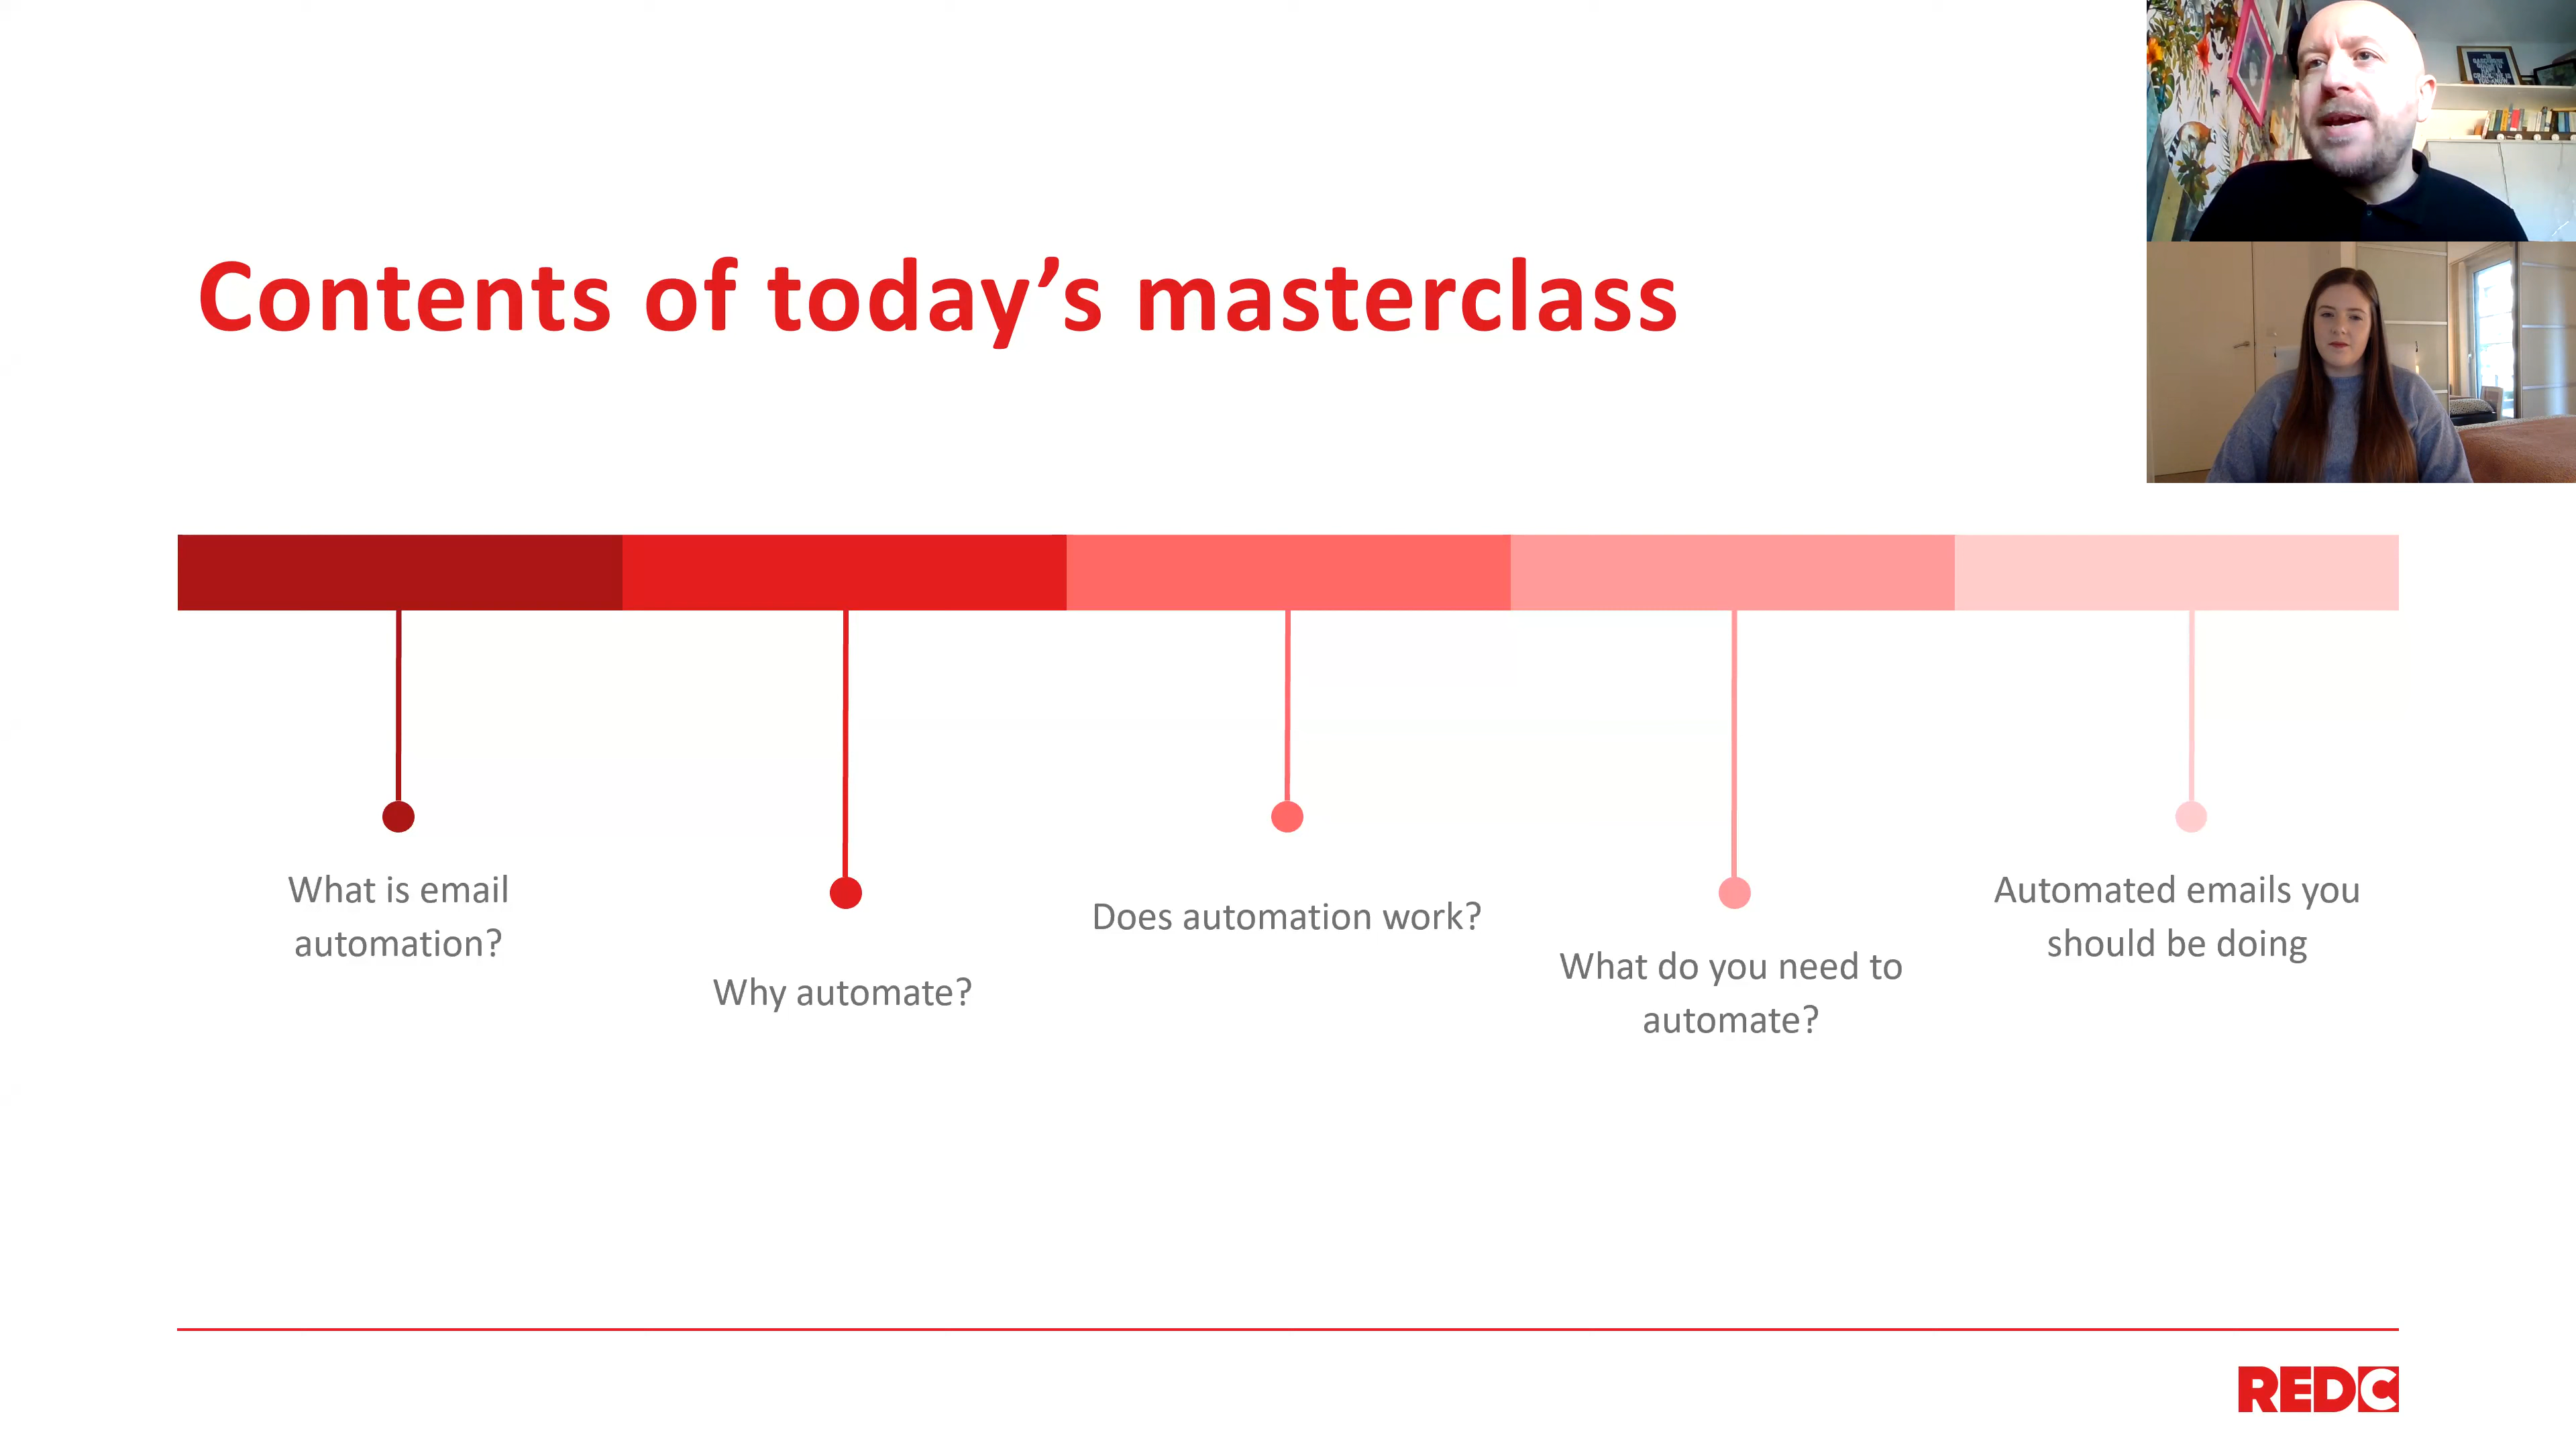 Contents of today’s masterclass
What is email
automation?
Why automate?
Does automation work?
What do you need to
automate?
Automated emails you
should be doing
REDC